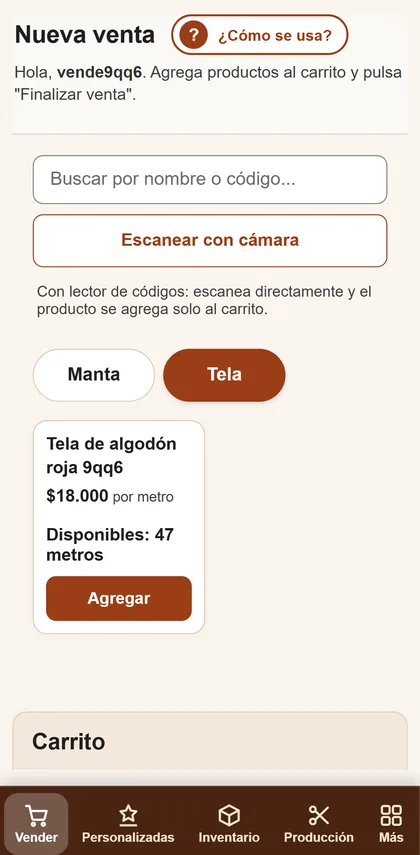 Nueva venta
? ¿Cómo se usa?
Hola, vende9qq6. Agrega productos al carrito y pulsa
"Finalizar venta".
Buscar por nombre o código...
Escanear con cámara
Con lector de códigos: escanea directamente y el
producto se agrega solo al carrito.
Manta
Tela
Tela de algodón
roja 9qq6
$18.000 por metro
Disponibles: 47
metros
Agregar
Carrito
Vender
Personalizadas
Inventario
Producción
Más